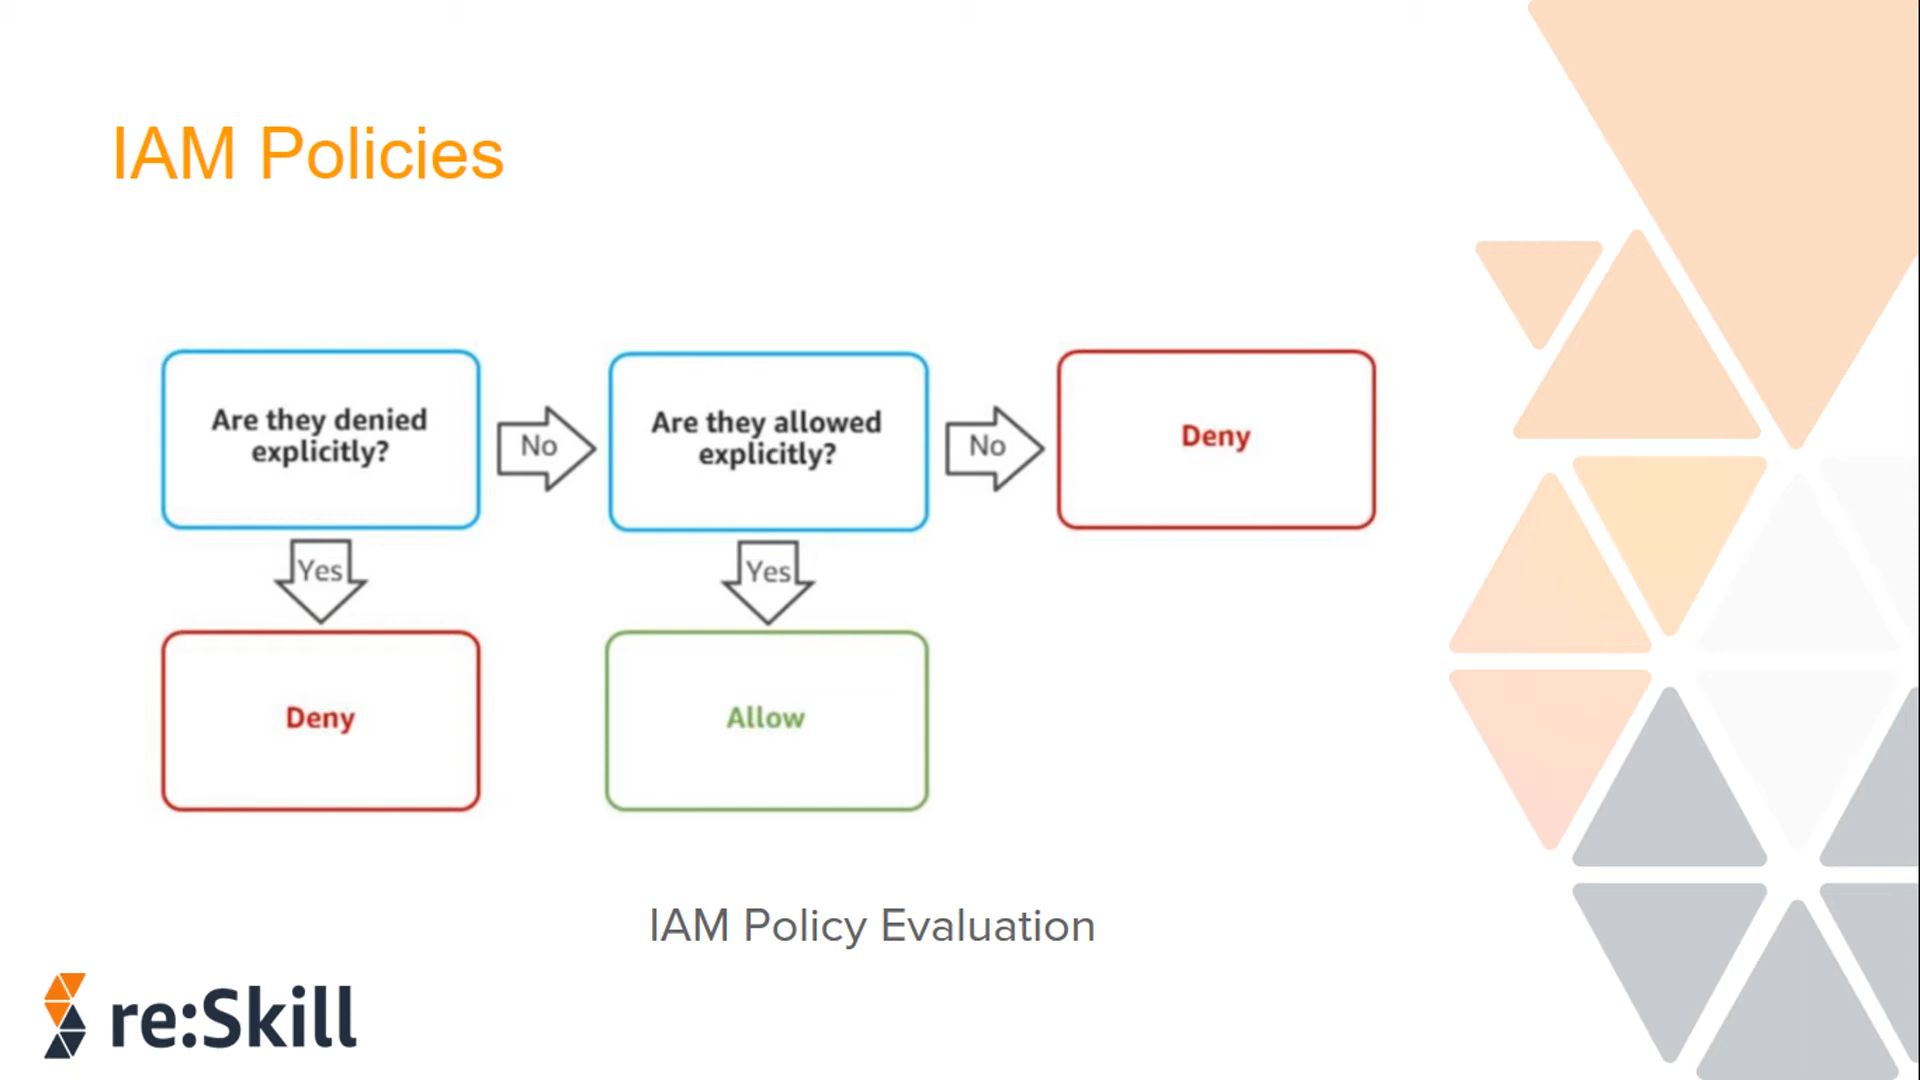 IAM Policies
Are they denied
explicitly?
No
Are they allowed
explicitly?
No
Deny
Yes
Yes
Deny
Allow
IAM Policy Evaluation
re:Skill